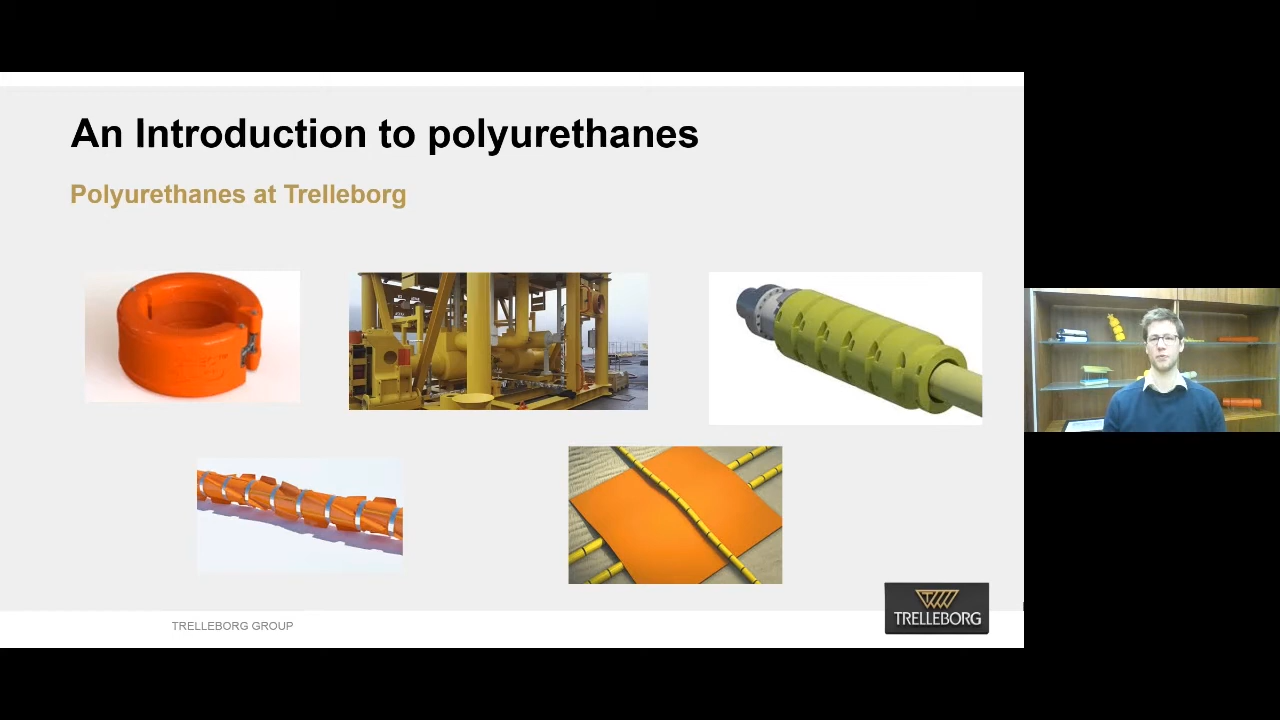 An Introduction to polyurethanes
Polyurethanes at Trelleborg
TRELLEBORG GROUP
TRELLEBORG